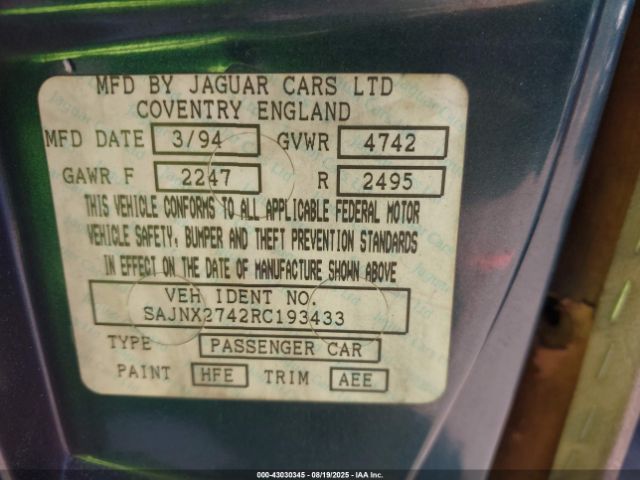 MFD BY JAGUAR CARS LTD
COVENTRY ENGLAND
MFD DATE 3/94 GVWR 4742
GAWR F 2247 R 2495
THIS VEHICLE CONFORMS TO ALL APPLICABLE FEDERAL MOTOR
VEHICLE SAFETY, BUMPER AND THEFT PREVENTION STANDARDS
IN EFFECT ON THE DATE OF MANUFACTURE SHOWN ABOVE
VEH IDENT NO.
SAJNX2742RC193433
TYPE PASSENGER CAR
PAINT HFE TRIM AEE
000-43030345 - 08/19/2025 - IAA Inc.